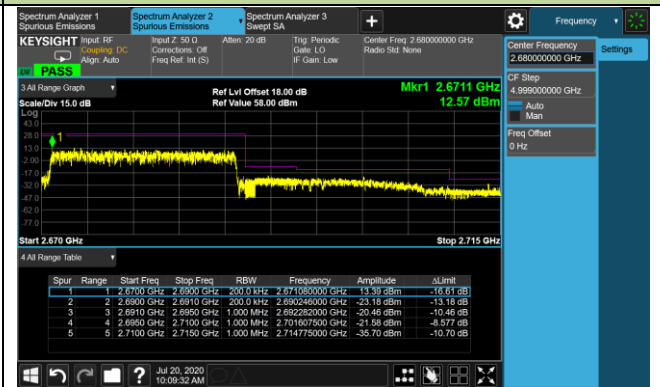 Spectrum Analyzer 1
Spurious Emissions
Spectrum Analyzer 2
Spurious Emissions
Spectrum Analyzer 3
Swept SA
Frequency
KEYSIGHT
Input: RF
Coupling: DC
Align: Auto
Input Z: 50 Ω
Corrections: Off
Freq Ref: Int (S)
Atten: 20 dB
Trig: Periodic
Gate: LO
IF Gain: Low
Center Freq: 2.680000000 GHz
Radio Std: None
PASS
Center Frequency
2.680000000 GHz
Settings
CF Step
4.999000000 GHz
Auto
Man
Freq Offset
0 Hz
3 All Range Graph
Scale/Div 15.0 dB
Ref Lvl Offset 18.00 dB
Ref Value 58.00 dBm
Mkr1 2.6711 GHz
12.57 dBm
Log
43.0
28.0
13.0
-2.00
-17.0
-32.0
-47.0
-62.0
-77.0
1
Start 2.670 GHz
Stop 2.715 GHz
4 All Range Table
Spur Range Start Freq Stop Freq RBW Frequency Amplitude ΔLimit
1 1 2.6700 GHz 2.6900 GHz 200.0 kHz 2.671080000 GHz 13.39 dBm -16.61 dB
2 2 2.6900 GHz 2.6910 GHz 200.0 kHz 2.690246000 GHz -23.18 dBm -13.18 dB
3 3 2.6910 GHz 2.6950 GHz 1.000 MHz 2.692282000 GHz -20.46 dBm -10.46 dB
4 4 2.6950 GHz 2.7100 GHz 1.000 MHz 2.701607500 GHz -21.58 dBm -8.577 dB
5 5 2.7100 GHz 2.7150 GHz 1.000 MHz 2.714775000 GHz -35.70 dBm -10.70 dB
Jul 20, 2020
10:09:32 AM